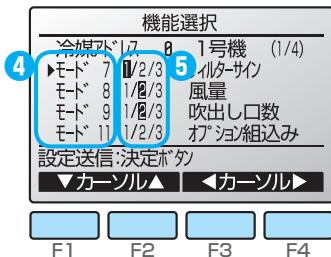 機能選択
冷媒ｱﾄﾞﾚｽ 0 1号機 (1/4)
4 ▶ﾓｰﾄﾞ 7 1/2/3 5 ﾌｨﾙﾀｰｻｲﾝ
ﾓｰﾄﾞ 8 1/2/3 風量
ﾓｰﾄﾞ 9 1/2/3 吹出し口数
ﾓｰﾄﾞ 11 1/2/3 ｵﾌﾟｼｮﾝ組込み
設定送信:決定ﾎﾞﾀﾝ
▼カーソル▲ ◀カーソル▶
F1 F2 F3 F4